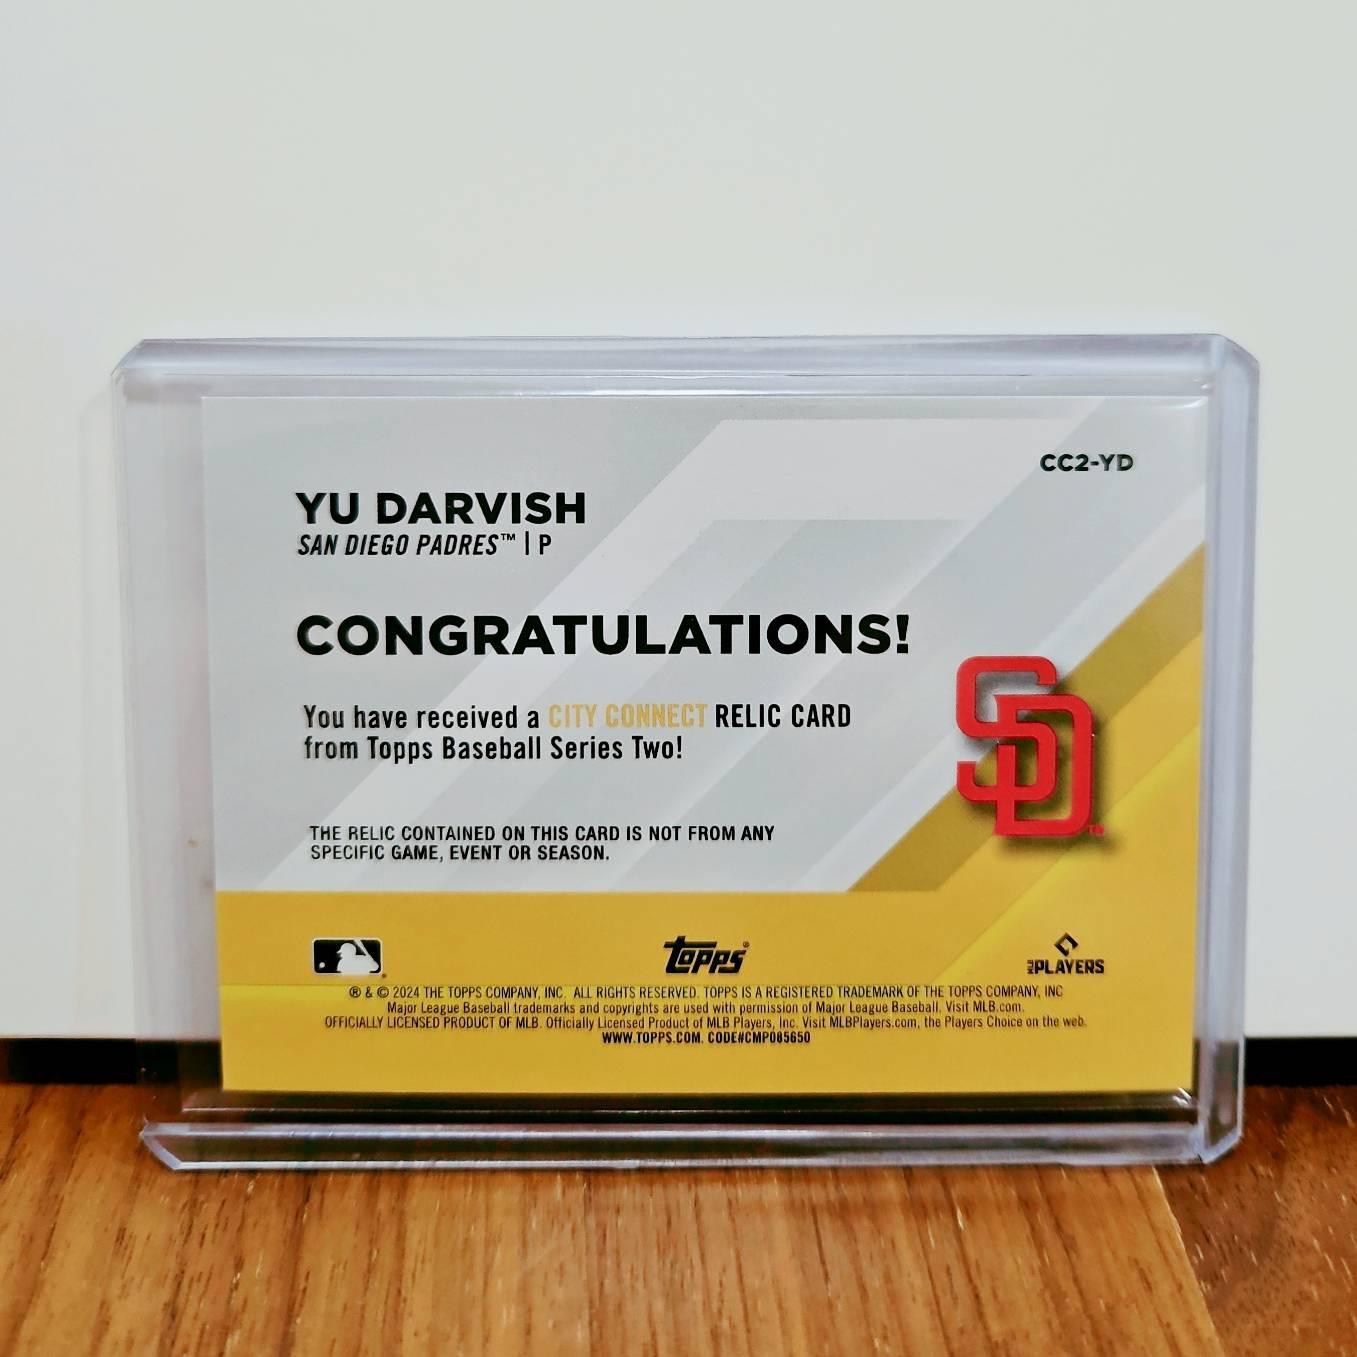 CC2-YD
YU DARVISH
SAN DIEGO PADRES™ | P
CONGRATULATIONS!
You have received a CITY CONNECT RELIC CARD
from Topps Baseball Series Two!
SD™
THE RELIC CONTAINED ON THIS CARD IS NOT FROM ANY
SPECIFIC GAME, EVENT OR SEASON.
topps®
MLB PLAYERS
® & © 2024 THE TOPPS COMPANY, INC. ALL RIGHTS RESERVED. TOPPS IS A REGISTERED TRADEMARK OF THE TOPPS COMPANY, INC
Major League Baseball trademarks and copyrights are used with permission of Major League Baseball. Visit MLB.com.
OFFICIALLY LICENSED PRODUCT OF MLB. Officially Licensed Product of MLB Players, Inc. Visit MLBPlayers.com, the Players Choice on the web.
WWW.TOPPS.COM. CODE#CMP085650